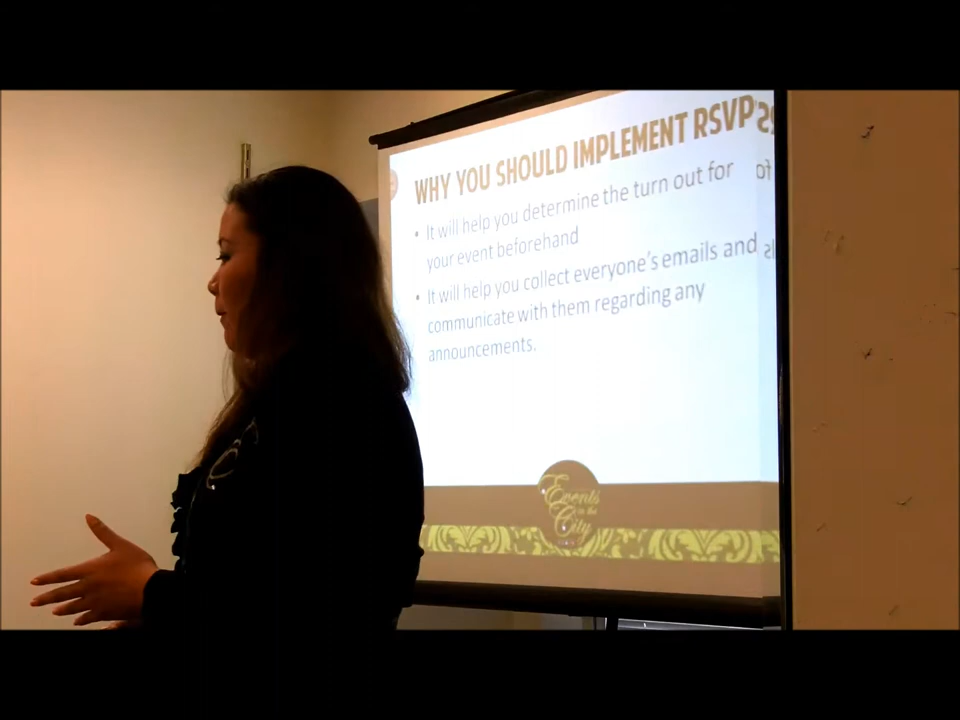 WHY YOU SHOULD IMPLEMENT RSVP
• It will help you determine the turn out for
your event beforehand
• It will help you collect everyone's emails and
communicate with them regarding any
announcements.
Events
in the
City